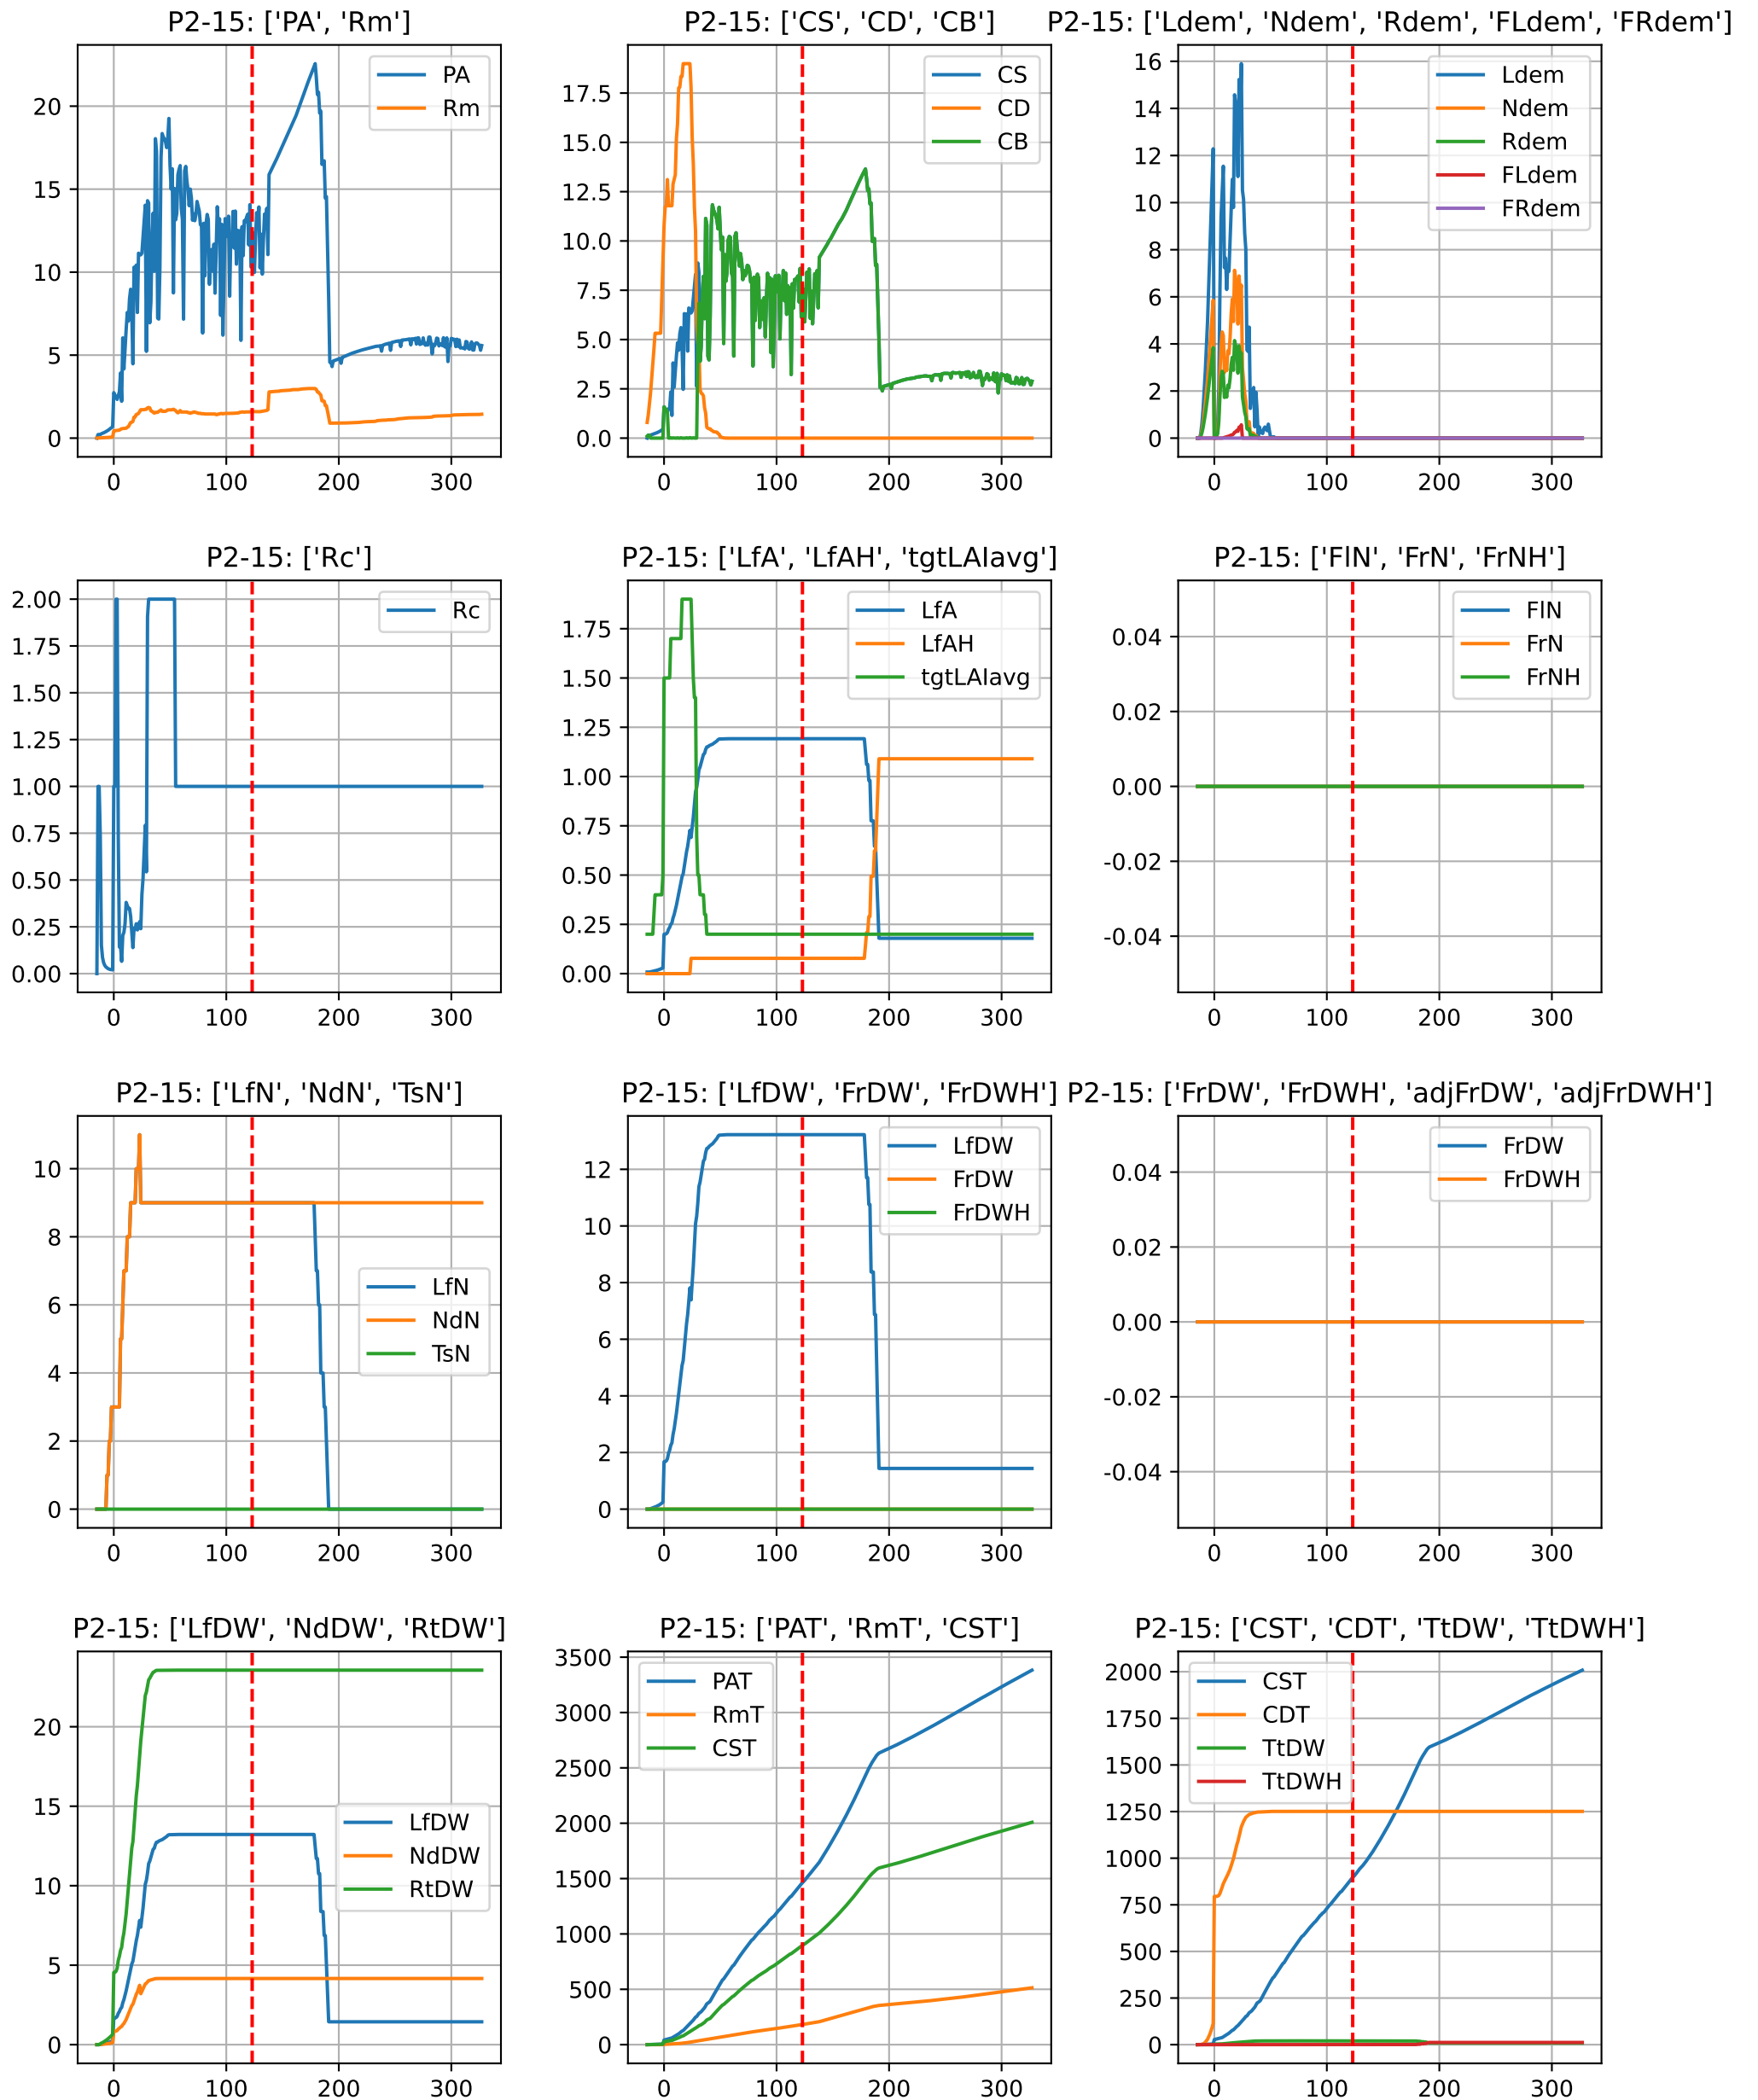 P2-15: ['PA', 'Rm']
PA
Rm
20
15
10
5
0
0 100 200 300
P2-15: ['CS', 'CD', 'CB']
CS
CD
CB
17.5
15.0
12.5
10.0
7.5
5.0
2.5
0.0
0 100 200 300
P2-15: ['Ldem', 'Ndem', 'Rdem', 'FLdem', 'FRdem']
Ldem
Ndem
Rdem
FLdem
FRdem
16
14
12
10
8
6
4
2
0
0 100 200 300
P2-15: ['Rc']
Rc
2.00
1.75
1.50
1.25
1.00
0.75
0.50
0.25
0.00
0 100 200 300
P2-15: ['LfA', 'LfAH', 'tgtLAIavg']
LfA
LfAH
tgtLAIavg
1.75
1.50
1.25
1.00
0.75
0.50
0.25
0.00
0 100 200 300
P2-15: ['FlN', 'FrN', 'FrNH']
FlN
FrN
FrNH
0.04
0.02
0.00
-0.02
-0.04
0 100 200 300
P2-15: ['LfN', 'NdN', 'TsN']
LfN
NdN
TsN
10
8
6
4
2
0
0 100 200 300
P2-15: ['LfDW', 'FrDW', 'FrDWH']
LfDW
FrDW
FrDWH
12
10
8
6
4
2
0
0 100 200 300
P2-15: ['FrDW', 'FrDWH', 'adjFrDW', 'adjFrDWH']
FrDW
FrDWH
0.04
0.02
0.00
-0.02
-0.04
0 100 200 300
P2-15: ['LfDW', 'NdDW', 'RtDW']
LfDW
NdDW
RtDW
20
15
10
5
0
0 100 200 300
P2-15: ['PAT', 'RmT', 'CST']
PAT
RmT
CST
3500
3000
2500
2000
1500
1000
500
0
0 100 200 300
P2-15: ['CST', 'CDT', 'TtDW', 'TtDWH']
CST
CDT
TtDW
TtDWH
2000
1750
1500
1250
1000
750
500
250
0
0 100 200 300